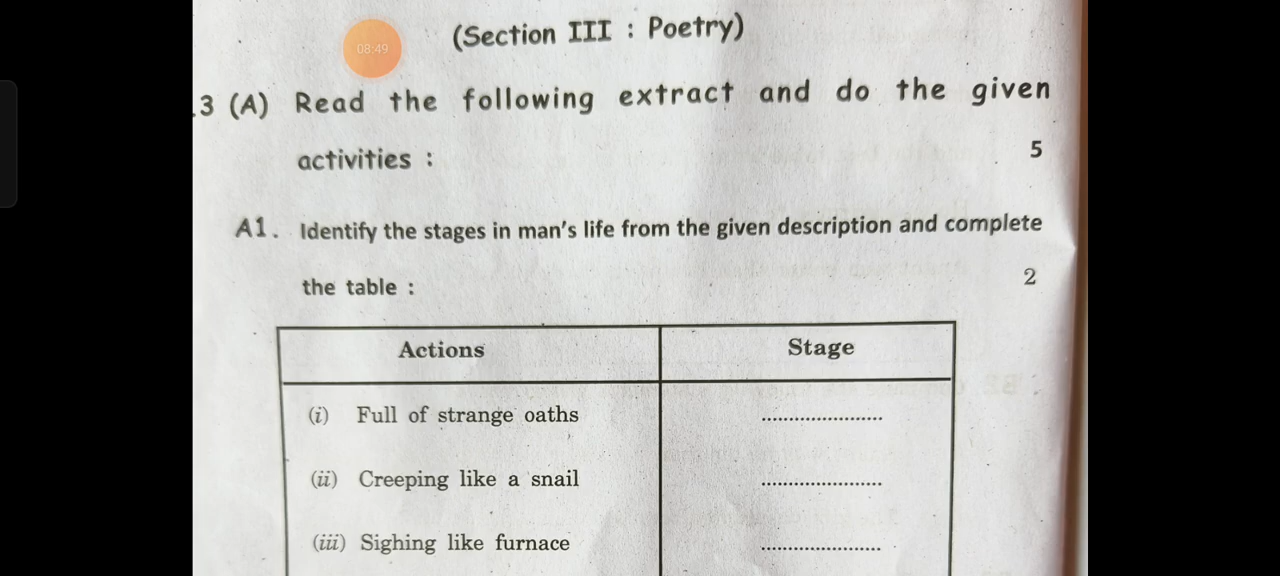 08:49
(Section III : Poetry)
.3 (A) Read the following extract and do the given
activities : 5
A1. Identify the stages in man's life from the given description and complete
the table : 2
Actions Stage
(i) Full of strange oaths ......................
(ii) Creeping like a snail ......................
(iii) Sighing like furnace ......................